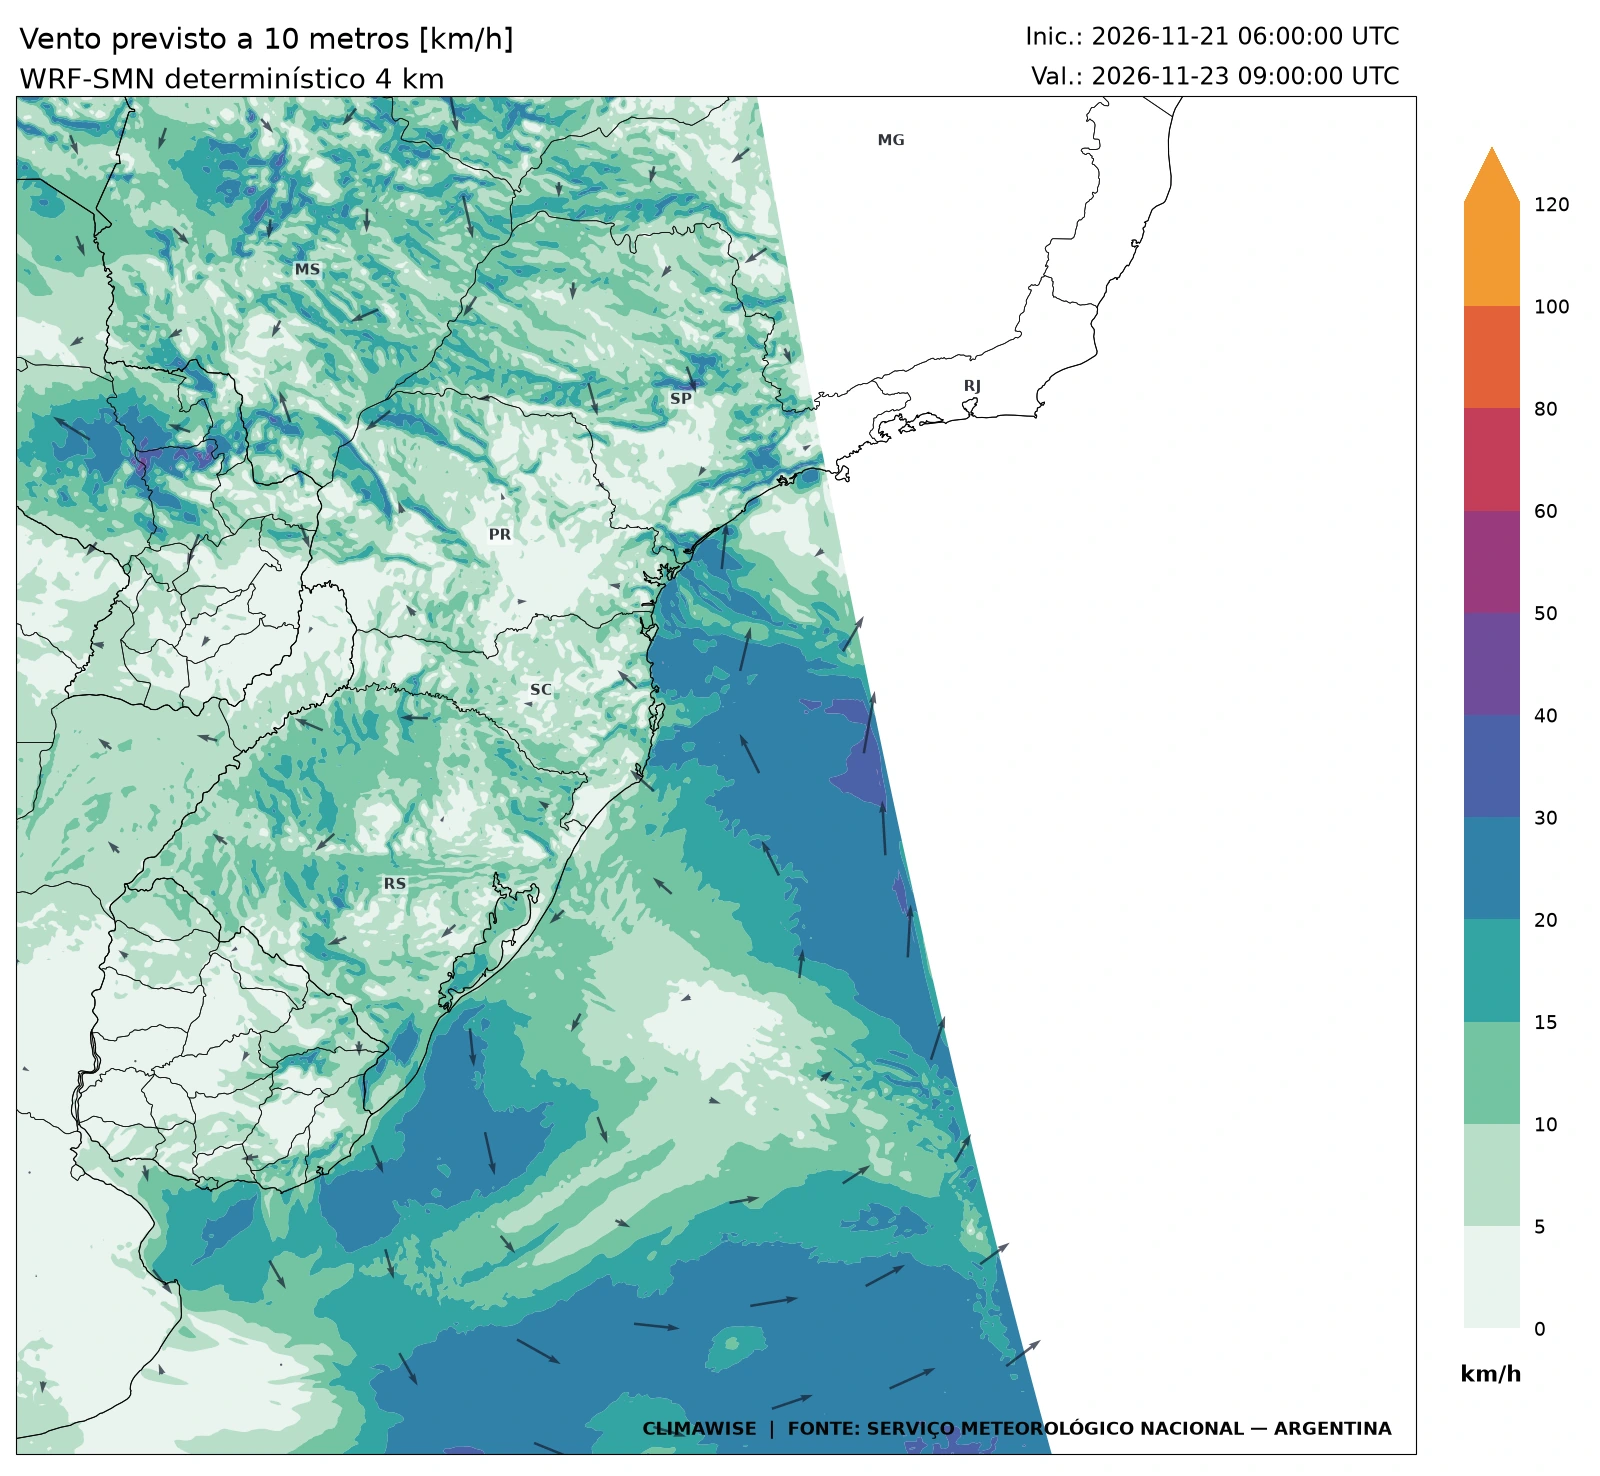 Vento previsto a 10 metros [km/h]
WRF-SMN determinístico 4 km
Inic.: 2026-11-21 06:00:00 UTC
Val.: 2026-11-23 09:00:00 UTC
MG
MS
RJ
SP
PR
SC
RS
120
100
80
60
50
40
30
20
15
10
5
0
km/h
CLIMAWISE | FONTE: SERVIÇO METEOROLÓGICO NACIONAL — ARGENTINA